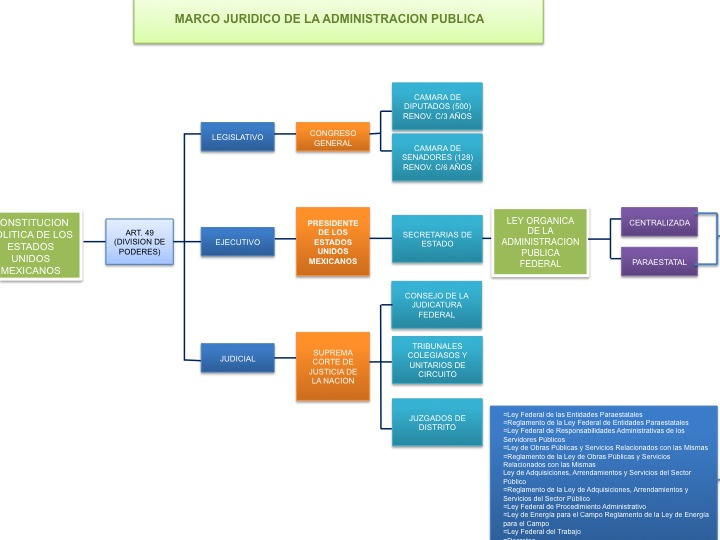 MARCO JURIDICO DE LA ADMINISTRACION PUBLICA
CAMARA DE
DIPUTADOS (500)
RENOV. C/3 AÑOS
LEGISLATIVO
CONGRESO
GENERAL
CAMARA DE
SENADORES (128)
RENOV. C/6 AÑOS
ONSTITUCION
OLITICA DE LOS
ESTADOS
UNIDOS
MEXICANOS
ART. 49
(DIVISION DE
PODERES)
EJECUTIVO
PRESIDENTE
DE LOS
ESTADOS
UNIDOS
MEXICANOS
SECRETARIAS DE
ESTADO
LEY ORGANICA
DE LA
ADMINISTRACION
PUBLICA
FEDERAL
CENTRALIZADA
PARAESTATAL
CONSEJO DE LA
JUDICATURA
FEDERAL
JUDICIAL
SUPREMA
CORTE DE
JUSTICIA DE
LA NACION
TRIBUNALES
COLEGIASOS Y
UNITARIOS DE
CIRCUITO
JUZGADOS DE
DISTRITO
=Ley Federal de las Entidades Paraestatales
=Reglamento de la Ley Federal de Entidades Paraestatales
=Ley Federal de Responsabilidades Administrativas de los
Servidores Públicos
=Ley de Obras Públicas y Servicios Relacionados con las Mismas
=Reglamento de la Ley de Obras Públicas y Servicios
Relacionados con las Mismas
Ley de Adquisiciones, Arrendamientos y Servicios del Sector
Público
=Reglamento de la Ley de Adquisiciones, Arrendamientos y
Servicios del Sector Público
=Ley Federal de Procedimiento Administrativo
=Ley de Energía para el Campo Reglamento de la Ley de Energía
para el Campo
=Ley Federal del Trabajo